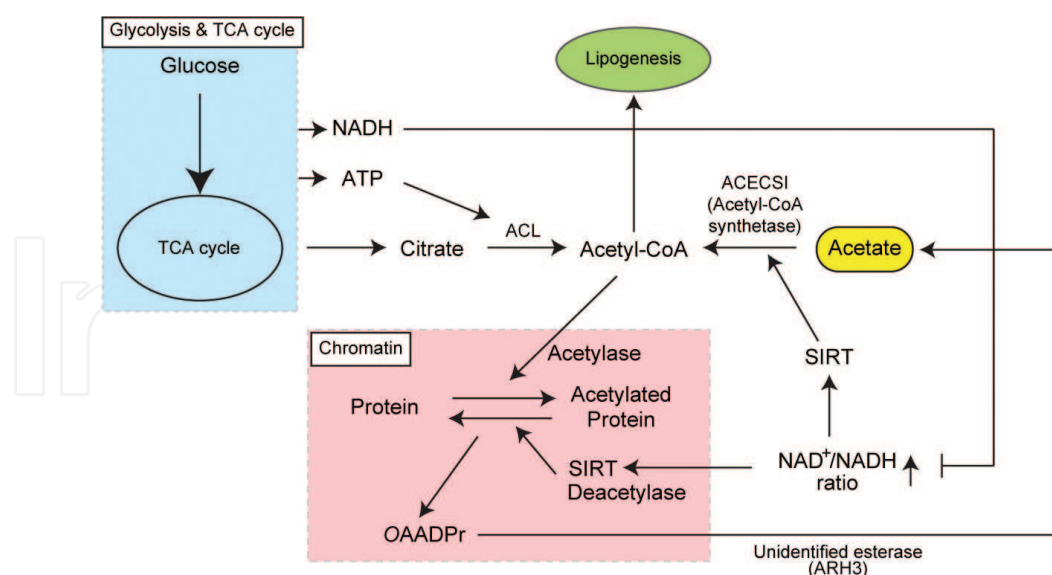 Glycolysis & TCA cycle
Glucose
Lipogenesis
NADH
ATP
ACECSI
(Acetyl-CoA
synthetase)
TCA cycle
Citrate
ACL
Acetyl-CoA
Acetate
Chromatin
Acetylase
SIRT
Protein
Acetylated
Protein
NAD+/NADH
ratio
SIRT
Deacetylase
OAADPr
Unidentified esterase
(ARH3)